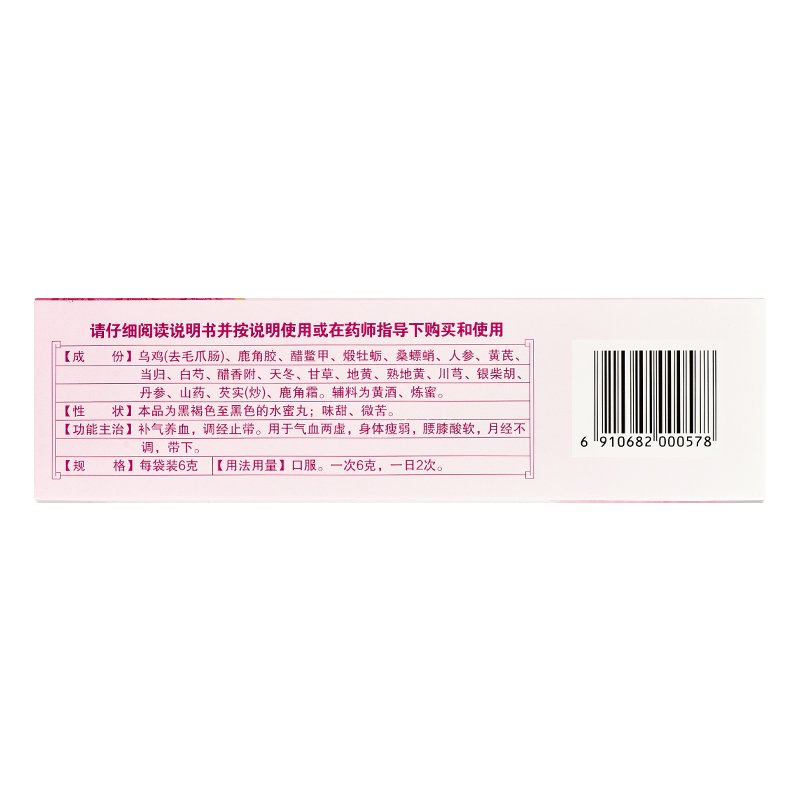 请仔细阅读说明书并按说明使用或在药师指导下购买和使用
【成 份】乌鸡(去毛爪肠)、鹿角胶、醋鳖甲、煅牡蛎、桑螵蛸、人参、黄芪、
当归、白芍、醋香附、天冬、甘草、地黄、熟地黄、川芎、银柴胡、
丹参、山药、芡实(炒)、鹿角霜。辅料为黄酒、炼蜜。
【性 状】本品为黑褐色至黑色的水蜜丸；味甜、微苦。
【功能主治】补气养血，调经止带。用于气血两虚，身体瘦弱，腰膝酸软，月经不
调，带下。
【规 格】每袋装6克 【用法用量】口服。一次6克，一日2次。
6 910682 000578